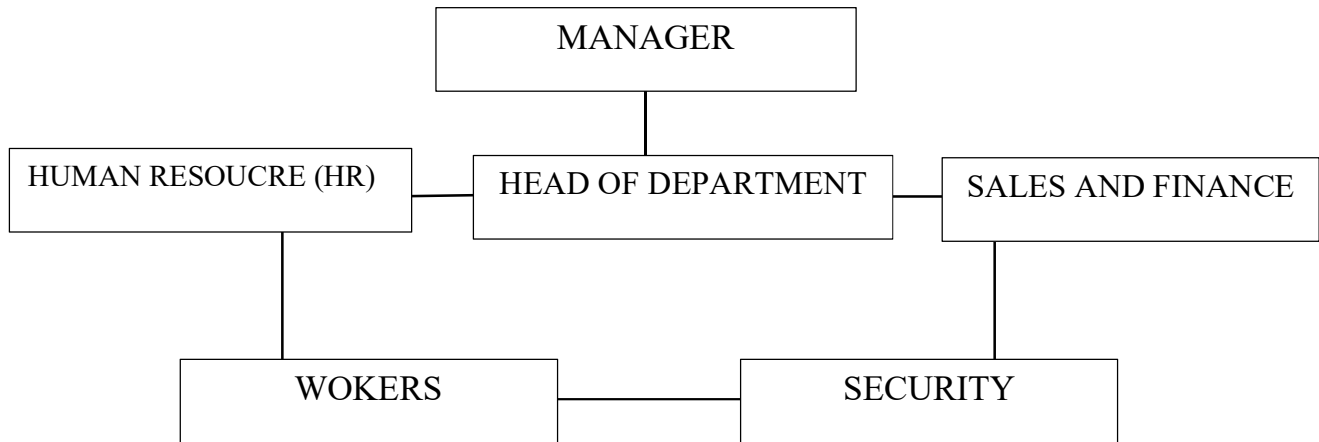 MANAGER
HUMAN RESOUCRE (HR)
HEAD OF DEPARTMENT
SALES AND FINANCE
WOKERS
SECURITY